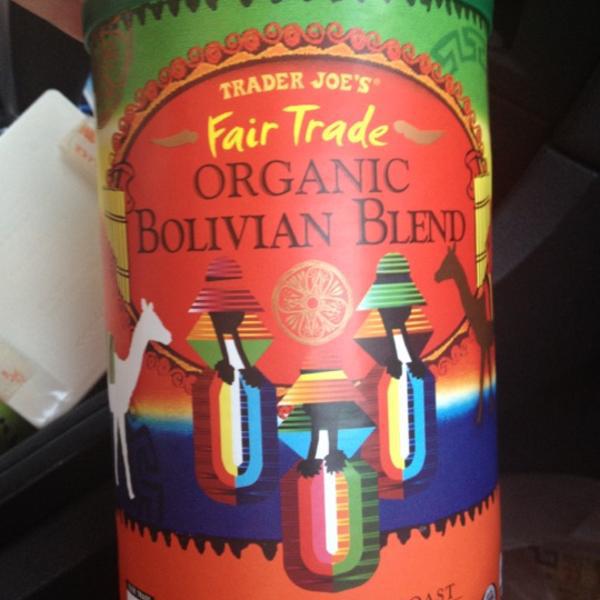 TRADER JOE'S®
Fair Trade
ORGANIC
BOLIVIAN BLEND